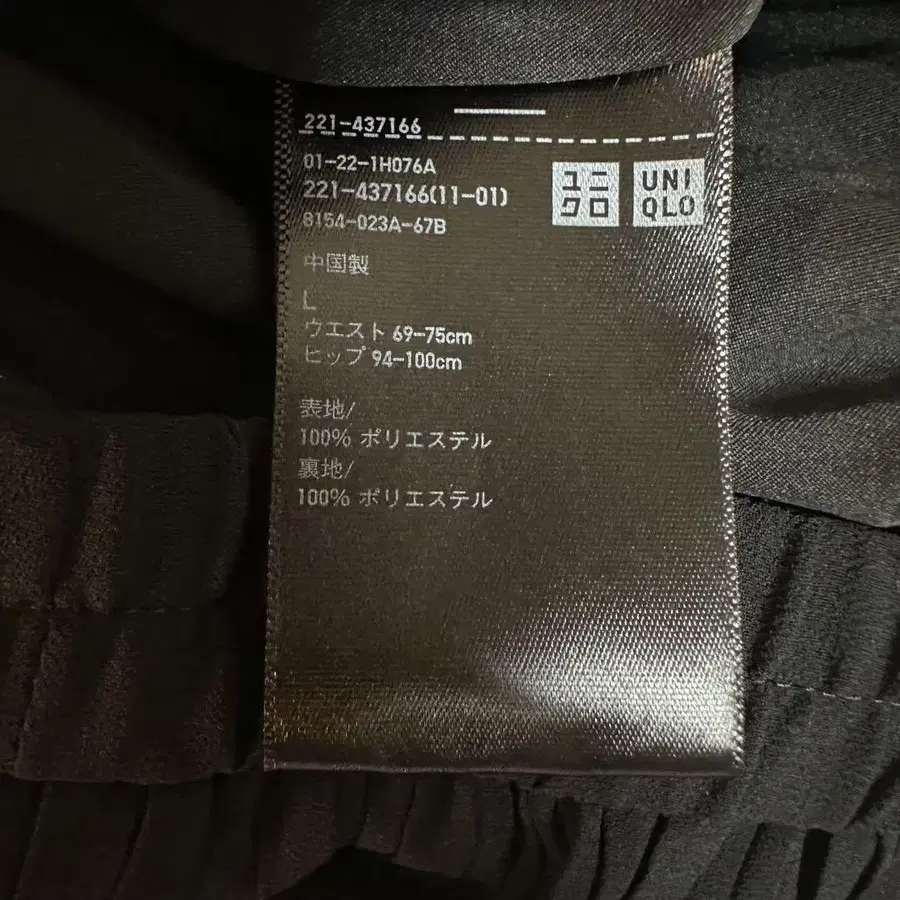 221-437166
01-22-1H076A
221-437166(11-01)
8154-023A-67B
ユニ
クロ
UNI
QLO
中国製
L
ウエスト 69-75cm
ヒップ 94-100cm
表地/
100% ポリエステル
裏地/
100% ポリエステル